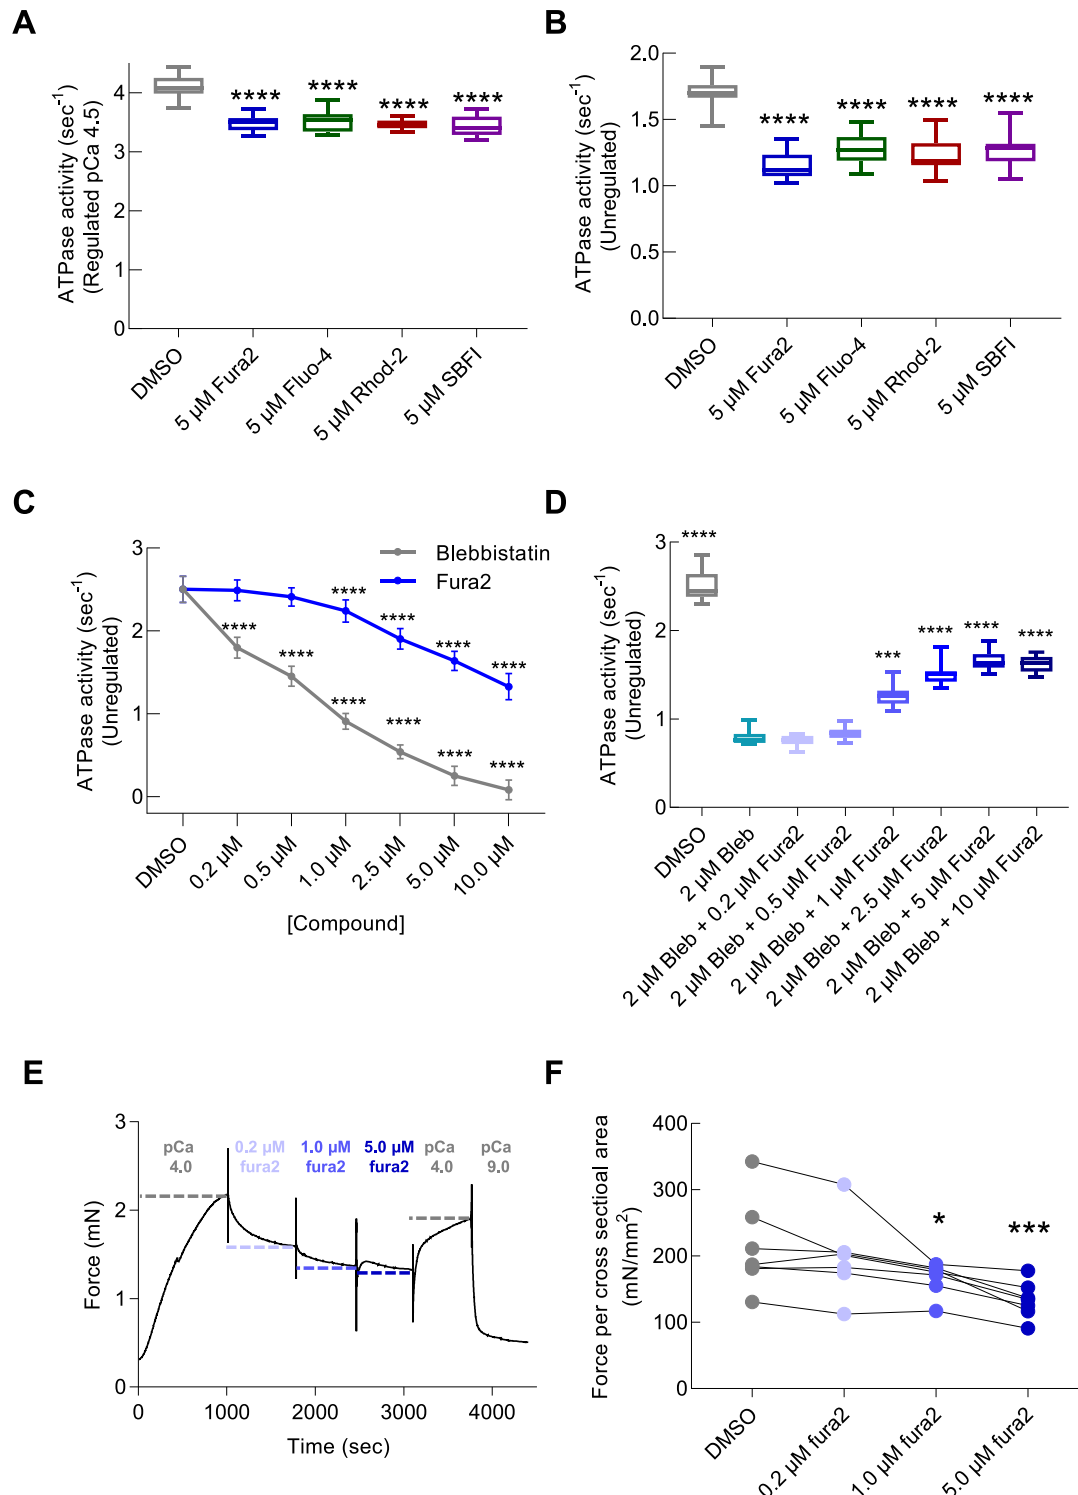 A
ATPase activity (sec-1)
(Regulated pCa 4.5)
4
3
2
1
0
****
****
****
****
DMSO
5 µM Fura2
5 µM Fluo-4
5 µM Rhod-2
5 µM SBFI
B
ATPase activity (sec-1)
(Unregulated)
2.0
1.5
1.0
0.5
0.0
****
****
****
****
DMSO
5 µM Fura2
5 µM Fluo-4
5 µM Rhod-2
5 µM SBFI
C
ATPase activity (sec-1)
(Unregulated)
3
2
1
0
Blebbistatin
Fura2
****
****
****
****
****
****
****
****
****
****
DMSO
0.2 µM
0.5 µM
1.0 µM
2.5 µM
5.0 µM
10.0 µM
[Compound]
D
ATPase activity (sec-1)
(Unregulated)
3
2
1
0
****
***
****
****
****
DMSO
2 µM Bleb
2 µM Bleb + 0.2 µM Fura2
2 µM Bleb + 0.5 µM Fura2
2 µM Bleb + 1 µM Fura2
2 µM Bleb + 2.5 µM Fura2
2 µM Bleb + 5 µM Fura2
2 µM Bleb + 10 µM Fura2
E
Force (mN)
3
2
1
0
pCa 4.0
0.2 µM fura2
1.0 µM fura2
5.0 µM fura2
pCa 4.0
pCa 9.0
0
1000
2000
3000
4000
Time (sec)
F
Force per cross sectioal area
(mN/mm2)
400
300
200
100
0
*
***
DMSO
0.2 µM fura2
1.0 µM fura2
5.0 µM fura2